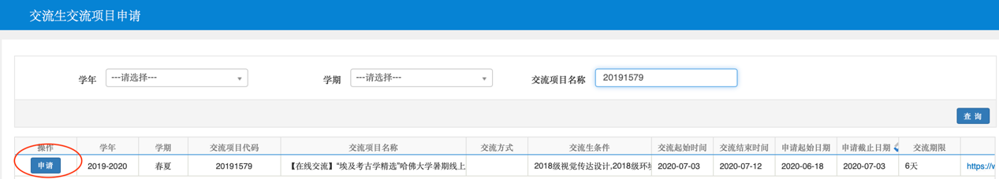 交流生交流项目申请
学年 ---请选择--- 学期 ---请选择--- 交流项目名称 20191579
查 询
操作 学年 学期 交流项目代码 交流项目名称 交流方式 交流生条件 交流起始时间 交流结束时间 申请起始日期 申请截止日期 交流期限
申请 2019-2020 春夏 20191579 【在线交流】“埃及考古学精选”哈佛大学暑期线上 2018级视觉传达设计,2018级环 2020-07-03 2020-07-12 2020-06-18 2020-07-03 6天 https://w